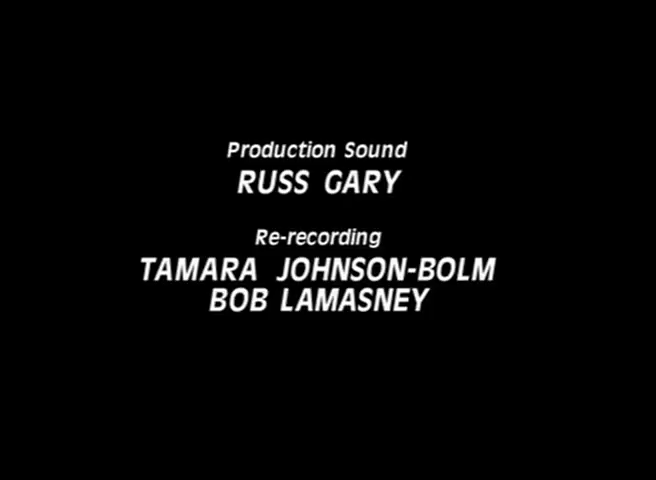 Production Sound
RUSS GARY
Re-recording
TAMARA JOHNSON-BOLM
BOB LAMASNEY